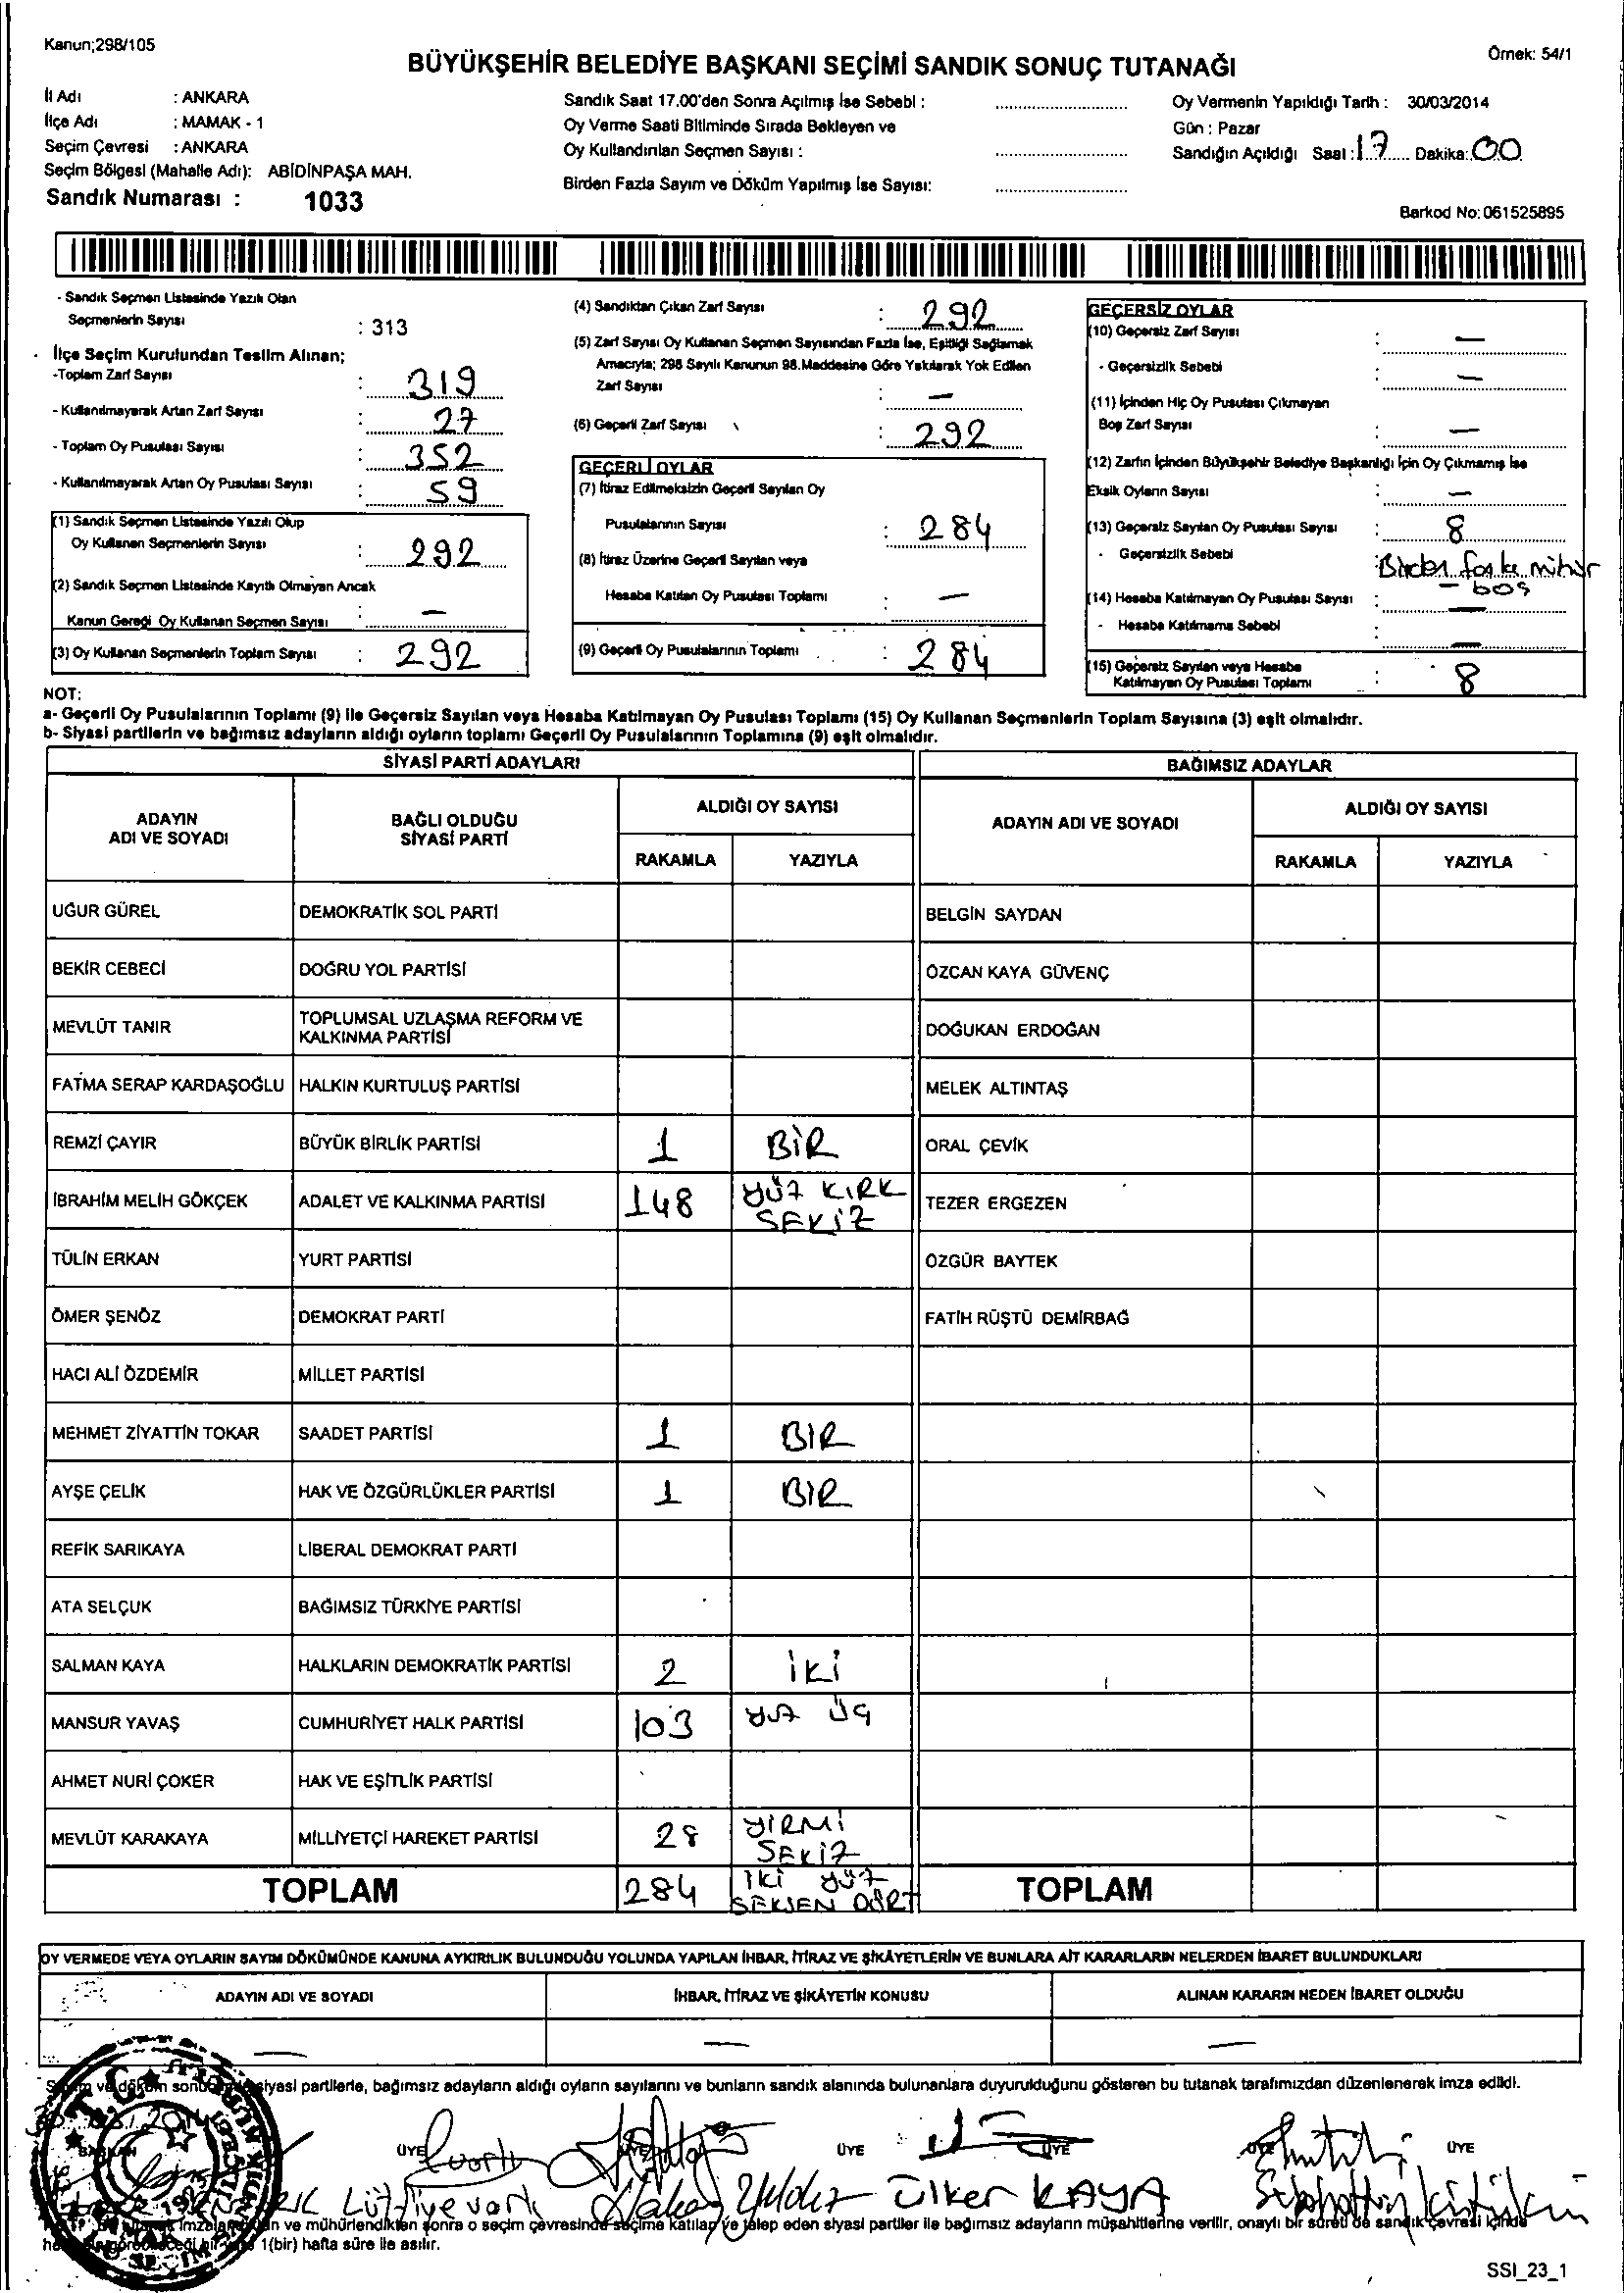 Kanun;298/105
Örnek: 54/1
BÜYÜKŞEHİR BELEDİYE BAŞKANI SEÇİMİ SANDIK SONUÇ TUTANAĞI
İl Adı : ANKARA
İlçe Adı : MAMAK - 1
Seçim Çevresi : ANKARA
Seçim Bölgesi (Mahalle Adı): ABİDİNPAŞA MAH.
Sandık Numarası : 1033
Sandık Saat 17.00'den Sonra Açılmış İse Sebebi :
Oy Verme Saati Bitiminde Sırada Bekleyen ve
Oy Kullandırılan Seçmen Sayısı :
Birden Fazla Sayım ve Döküm Yapılmış İse Sayısı:
Oy Vermenin Yapıldığı Tarih : 30/03/2014
Gün : Pazar
Sandığın Açıldığı Saat : 17 Dakika: 00
Barkod No: 061525895
- Sandık Seçmen Listesinde Yazılı Olan
Seçmenlerin Sayısı : 313
İlçe Seçim Kurulundan Teslim Alınan;
-Toplam Zarf Sayısı : 319
- Kullanılmayarak Artan Zarf Sayısı : 27
- Toplam Oy Pusulası Sayısı : 352
- Kullanılmayarak Artan Oy Pusulası Sayısı : 59
(1) Sandık Seçmen Listesinde Yazılı Olup
Oy Kullanan Seçmenlerin Sayısı : 292
(2) Sandık Seçmen Listesinde Kayıtlı Olmayan Ancak
Kanun Gereği Oy Kullanan Seçmen Sayısı : —
(3) Oy Kullanan Seçmenlerin Toplam Sayısı : 292
(4) Sandıktan Çıkan Zarf Sayısı : 292
(5) Zarf Sayısı Oy Kullanan Seçmen Sayısından Fazla İse, Eşitliği Sağlamak
Amacıyla; 298 Sayılı Kanunun 98.Maddesine Göre Yakılarak Yok Edilen
Zarf Sayısı : —
(6) Geçerli Zarf Sayısı : 292
GEÇERLİ OYLAR
(7) İtiraz Edilmeksizin Geçerli Sayılan Oy
Pusulalarının Sayısı : 284
(8) İtiraz Üzerine Geçerli Sayılan veya
Hesaba Katılan Oy Pusulası Toplamı : —
(9) Geçerli Oy Pusulalarının Toplamı : 284
GEÇERSİZ OYLAR
(10) Geçersiz Zarf Sayısı : —
- Geçersizlik Sebebi : —
(11) İçinden Hiç Oy Pusulası Çıkmayan
Boş Zarf Sayısı : —
(12) Zarfın İçinden Büyükşehir Belediye Başkanlığı İçin Oy Çıkmamış İse
Eksik Oyların Sayısı : —
(13) Geçersiz Sayılan Oy Pusulası Sayısı : 8
- Geçersizlik Sebebi : Birden fazla mühür
- boş
(14) Hesaba Katılmayan Oy Pusulası Sayısı : —
- Hesaba Katılmama Sebebi : —
(15) Geçersiz Sayılan veya Hesaba
Katılmayan Oy Pusulası Toplamı : 8
NOT:
a- Geçerli Oy Pusulalarının Toplamı (9) ile Geçersiz Sayılan veya Hesaba Katılmayan Oy Pusulası Toplamı (15) Oy Kullanan Seçmenlerin Toplam Sayısına (3) eşit olmalıdır.
b- Siyasi partilerin ve bağımsız adayların aldığı oyların toplamı Geçerli Oy Pusulalarının Toplamına (9) eşit olmalıdır.
SİYASİ PARTİ ADAYLARI
ADAYIN ADI VE SOYADI BAĞLI OLDUĞU SİYASİ PARTİ ALDIĞI OY SAYISI
RAKAMLA YAZIYLA
UĞUR GÜREL DEMOKRATİK SOL PARTİ
BEKİR CEBECİ DOĞRU YOL PARTİSİ
MEVLÜT TANIR TOPLUMSAL UZLAŞMA REFORM VE KALKINMA PARTİSİ
FATMA SERAP KARDAŞOĞLU HALKIN KURTULUŞ PARTİSİ
REMZİ ÇAYIR BÜYÜK BİRLİK PARTİSİ 1 BİR
İBRAHİM MELİH GÖKÇEK ADALET VE KALKINMA PARTİSİ 148 YÜZ KIRK SEKİZ
TÜLİN ERKAN YURT PARTİSİ
ÖMER ŞENÖZ DEMOKRAT PARTİ
HACI ALİ ÖZDEMİR MİLLET PARTİSİ
MEHMET ZİYATTİN TOKAR SAADET PARTİSİ 1 BIR
AYŞE ÇELİK HAK VE ÖZGÜRLÜKLER PARTİSİ 1 BIR
REFİK SARIKAYA LİBERAL DEMOKRAT PARTİ
ATA SELÇUK BAĞIMSIZ TÜRKİYE PARTİSİ
SALMAN KAYA HALKLARIN DEMOKRATİK PARTİSİ 2 İKİ
MANSUR YAVAŞ CUMHURİYET HALK PARTİSİ 103 YÜZ ÜÇ
AHMET NURİ ÇOKER HAK VE EŞİTLİK PARTİSİ
MEVLÜT KARAKAYA MİLLİYETÇİ HAREKET PARTİSİ 28 YİRMİ SEKİZ
TOPLAM 284 İKİ YÜZ SEKSEN DÖRT
BAĞIMSIZ ADAYLAR
ADAYIN ADI VE SOYADI ALDIĞI OY SAYISI
RAKAMLA YAZIYLA
BELGİN SAYDAN
ÖZCAN KAYA GÜVENÇ
DOĞUKAN ERDOĞAN
MELEK ALTINTAŞ
ORAL ÇEVİK
TEZER ERGEZEN
ÖZGÜR BAYTEK
FATİH RÜŞTÜ DEMİRBAĞ
TOPLAM
OY VERMEDE VEYA OYLARIN SAYIM DÖKÜMÜNDE KANUNA AYKIRILIK BULUNDUĞU YOLUNDA YAPILAN İHBAR, İTİRAZ VE ŞİKÂYETLERİN VE BUNLARA AİT KARARLARIN NELERDEN İBARET BULUNDUKLARI
ADAYIN ADI VE SOYADI İHBAR, İTİRAZ VE ŞİKÂYETİN KONUSU ALINAN KARARIN NEDEN İBARET OLDUĞU
— — —
siyasi partilerle, bağımsız adayların aldığı oyların sayılarını ve bunların sandık alanında bulunanlara duyurulduğunu gösteren bu tutanak tarafımızdan düzenlenerek imza edildi.
BAŞKAN ÜYE ÜYE ÜYE ÜYE ÜYE ÜYE
Lütfiye Hakan Yıldız Ülker KAYA Sebahattin
ve mühürlendikten sonra o seçim çevresinde seçime katılan ve talep eden siyasi partiler ile bağımsız adayların müşahitlerine verilir, onaylı bir sureti de sandık çevresi içinde
1(bir) hafta süre ile asılır.
SSI_23_1